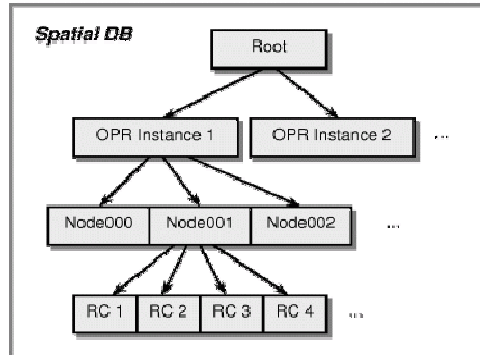 Spatial DB
Root
OPR Instance 1 OPR Instance 2 ...
Node000 Node001 Node002 ...
RC 1 RC 2 RC 3 RC 4 ...